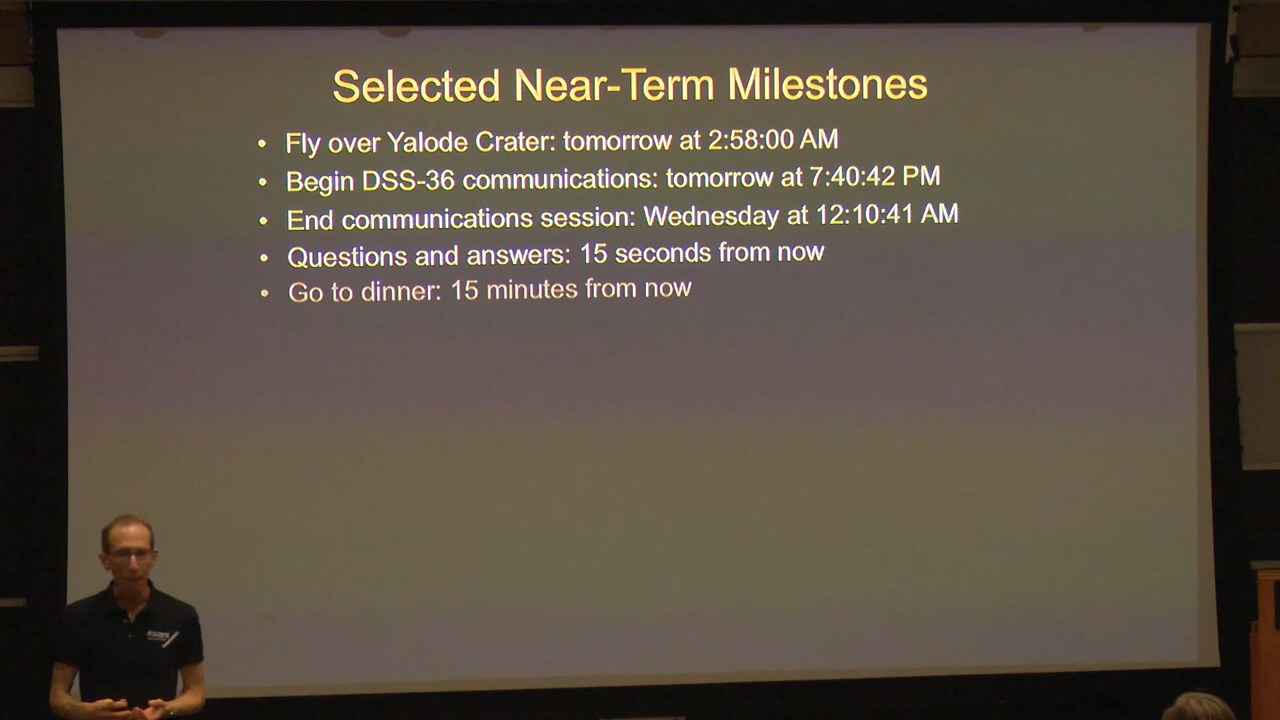 Selected Near-Term Milestones
• Fly over Yalode Crater: tomorrow at 2:58:00 AM
• Begin DSS-36 communications: tomorrow at 7:40:42 PM
• End communications session: Wednesday at 12:10:41 AM
• Questions and answers: 15 seconds from now
• Go to dinner: 15 minutes from now